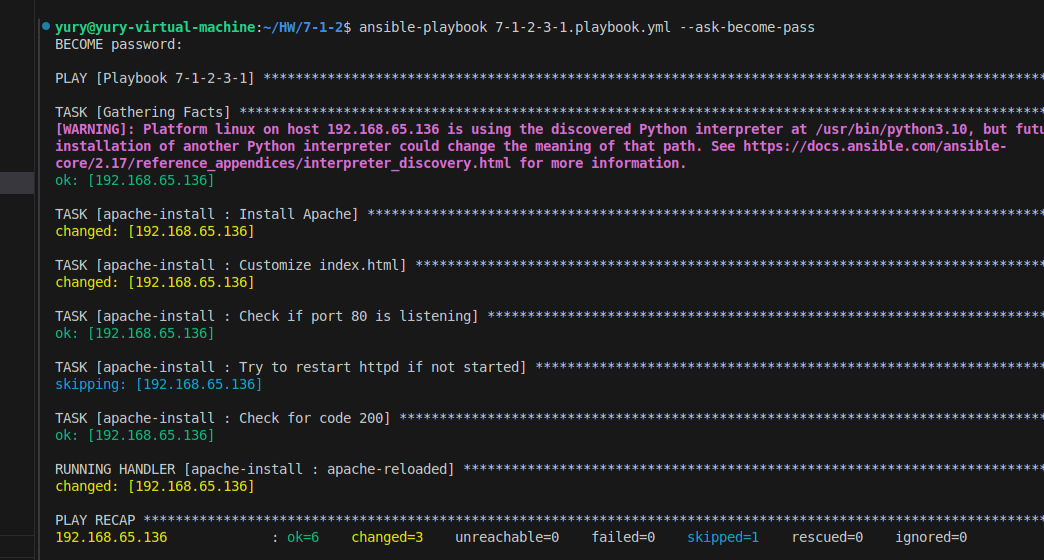 yury@yury-virtual-machine:~/HW/7-1-2$ ansible-playbook 7-1-2-3-1.playbook.yml --ask-become-pass
BECOME password:
PLAY [Playbook 7-1-2-3-1] **************************************************************************************************
TASK [Gathering Facts] *****************************************************************************************************
[WARNING]: Platform linux on host 192.168.65.136 is using the discovered Python interpreter at /usr/bin/python3.10, but
installation of another Python interpreter could change the meaning of that path. See https://docs.ansible.com/ansible-
core/2.17/reference_appendices/interpreter_discovery.html for more information.
ok: [192.168.65.136]
TASK [apache-install : Install Apache] *************************************************************************************
changed: [192.168.65.136]
TASK [apache-install : Customize index.html] *******************************************************************************
changed: [192.168.65.136]
TASK [apache-install : Check if port 80 is listening] **********************************************************************
ok: [192.168.65.136]
TASK [apache-install : Try to restart httpd if not started] ****************************************************************
skipping: [192.168.65.136]
TASK [apache-install : Check for code 200] *********************************************************************************
ok: [192.168.65.136]
RUNNING HANDLER [apache-install : apache-reloaded] *************************************************************************
changed: [192.168.65.136]
PLAY RECAP *****************************************************************************************************************
192.168.65.136 : ok=6 changed=3 unreachable=0 failed=0 skipped=1 rescued=0 ignored=0